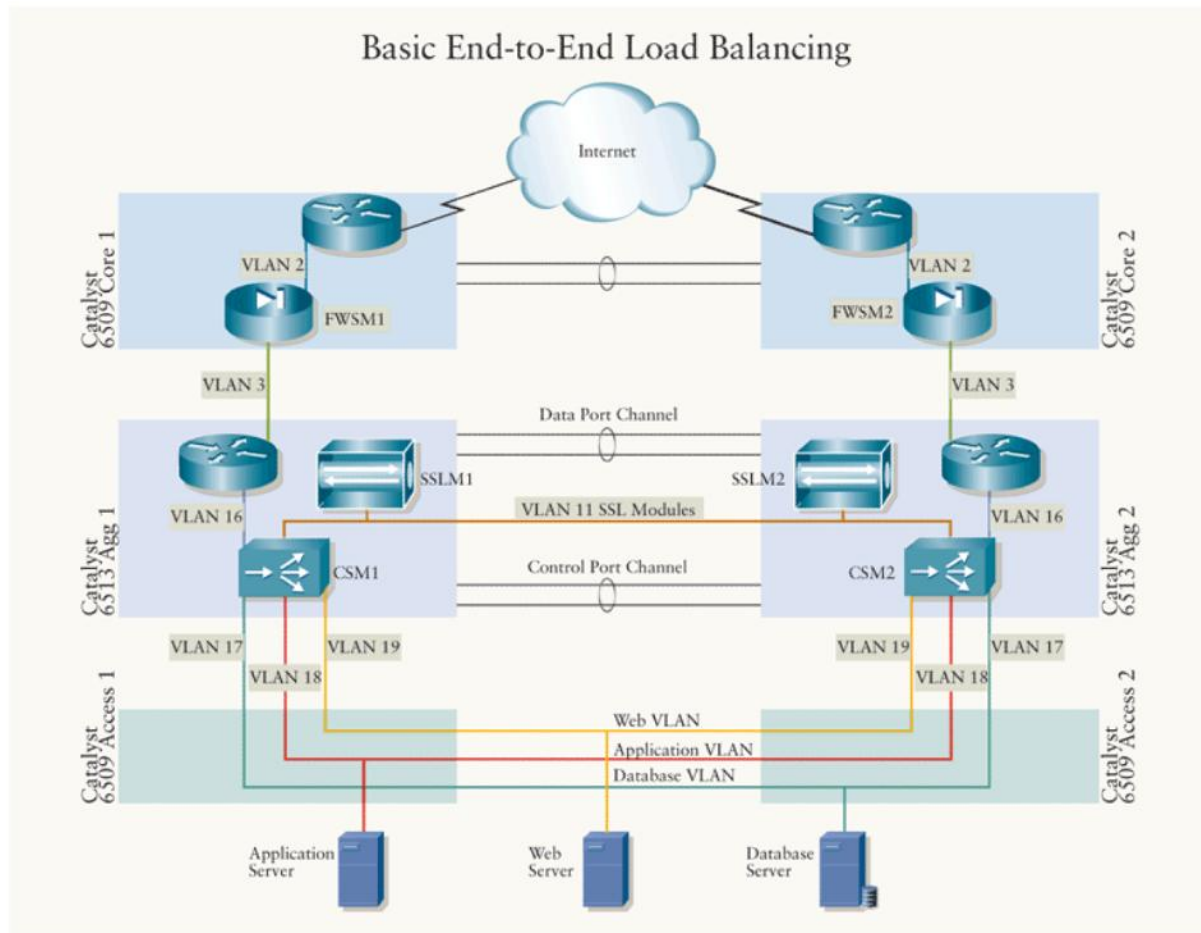 Basic End-to-End Load Balancing
Internet
Catalyst
6509 Core 1
VLAN 2
FWSM1
VLAN 2
FWSM2
Catalyst
6509 Core 2
VLAN 3
VLAN 3
Data Port Channel
Catalyst
6513 Agg 1
SSLM1
SSLM2
VLAN 16
VLAN 11 SSL Modules
VLAN 16
CSM1
Control Port Channel
CSM2
Catalyst
6513 Agg 2
VLAN 17
VLAN 19
VLAN 19
VLAN 17
VLAN 18
VLAN 18
Catalyst
6509 Access 1
Web VLAN
Application VLAN
Database VLAN
Catalyst
6509 Access 2
Application
Server
Web
Server
Database
Server